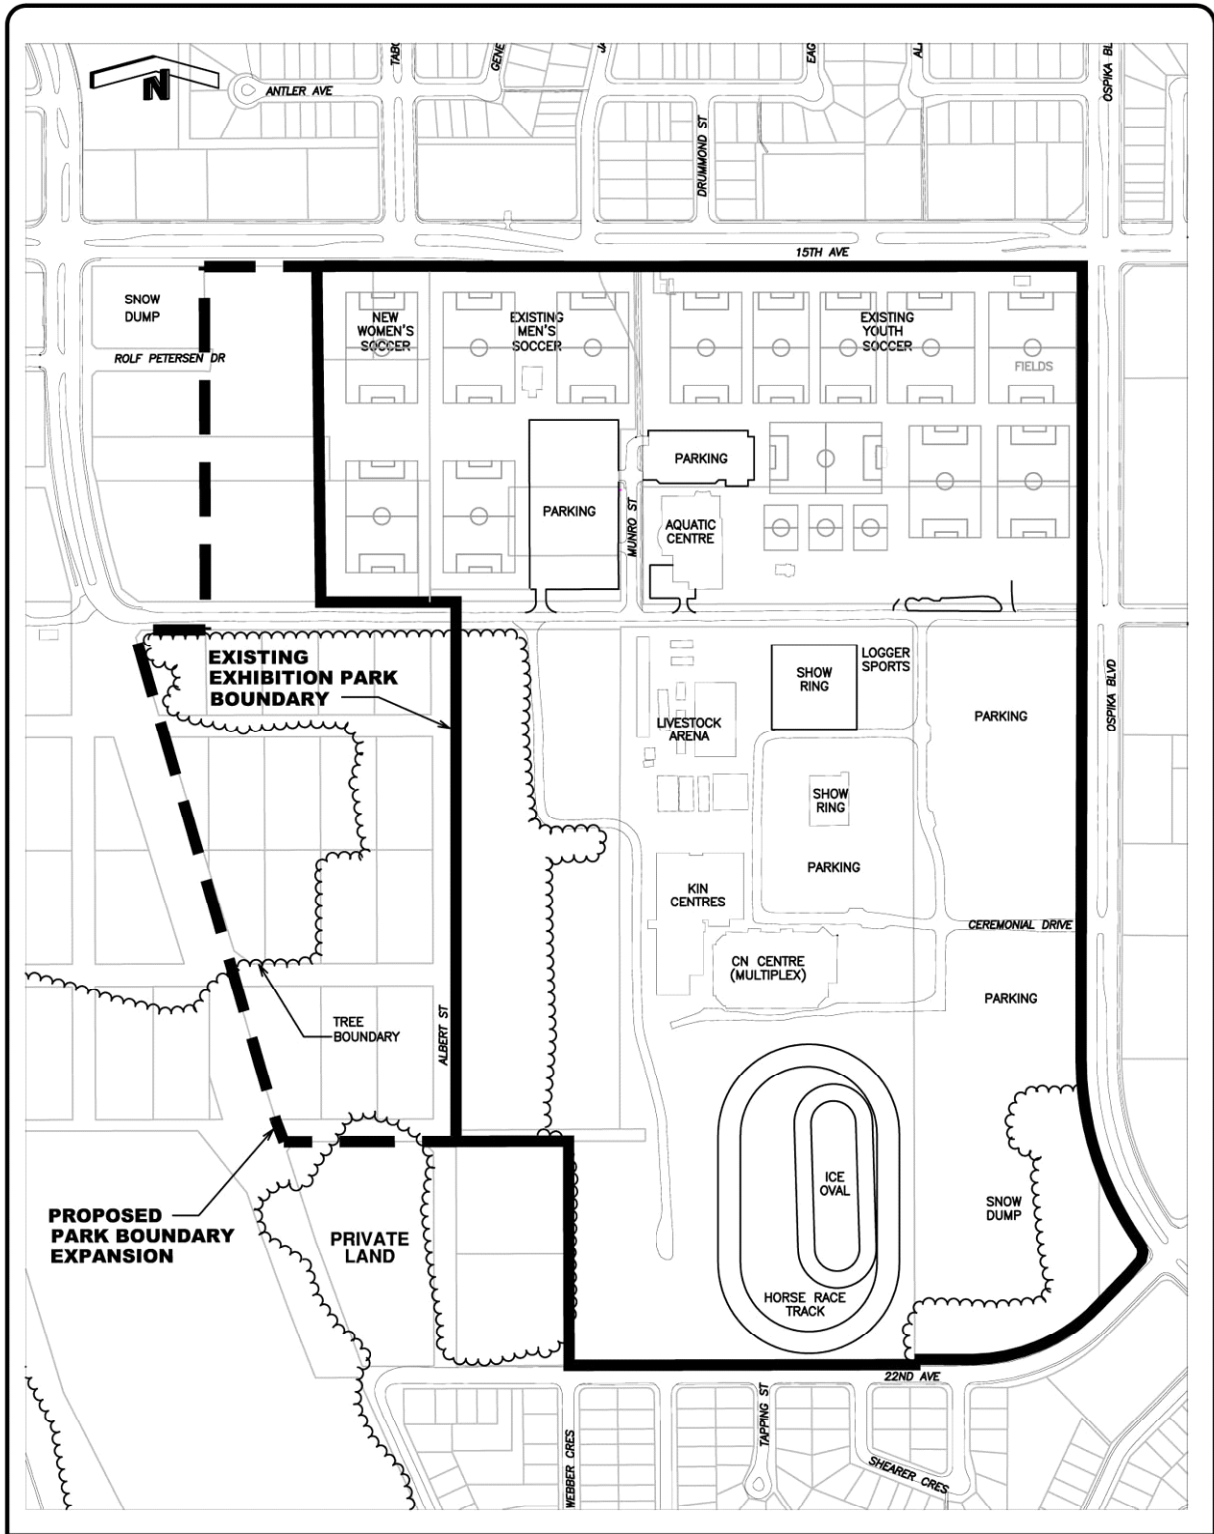 N
ANTLER AVE
DRUMMOND ST
OSPIKA BL
15TH AVE
SNOW
DUMP
ROLF PETERSEN DR
NEW
WOMEN'S
SOCCER
EXISTING
MEN'S
SOCCER
EXISTING
YOUTH
SOCCER
FIELDS
PARKING
PARKING
MUNRO ST
AQUATIC
CENTRE
EXISTING
EXHIBITION PARK
BOUNDARY
LOGGER
SPORTS
SHOW
RING
LIVESTOCK
ARENA
PARKING
OSPIKA BLVD
SHOW
RING
PARKING
KIN
CENTRES
CEREMONIAL DRIVE
CN CENTRE
(MULTIPLEX)
PARKING
TREE
BOUNDARY
ALBERT ST
ICE
OVAL
SNOW
DUMP
PROPOSED
PARK BOUNDARY
EXPANSION
PRIVATE
LAND
HORSE RACE
TRACK
22ND AVE
WEBBER CRES
TAPPING ST
SHEARER CRES